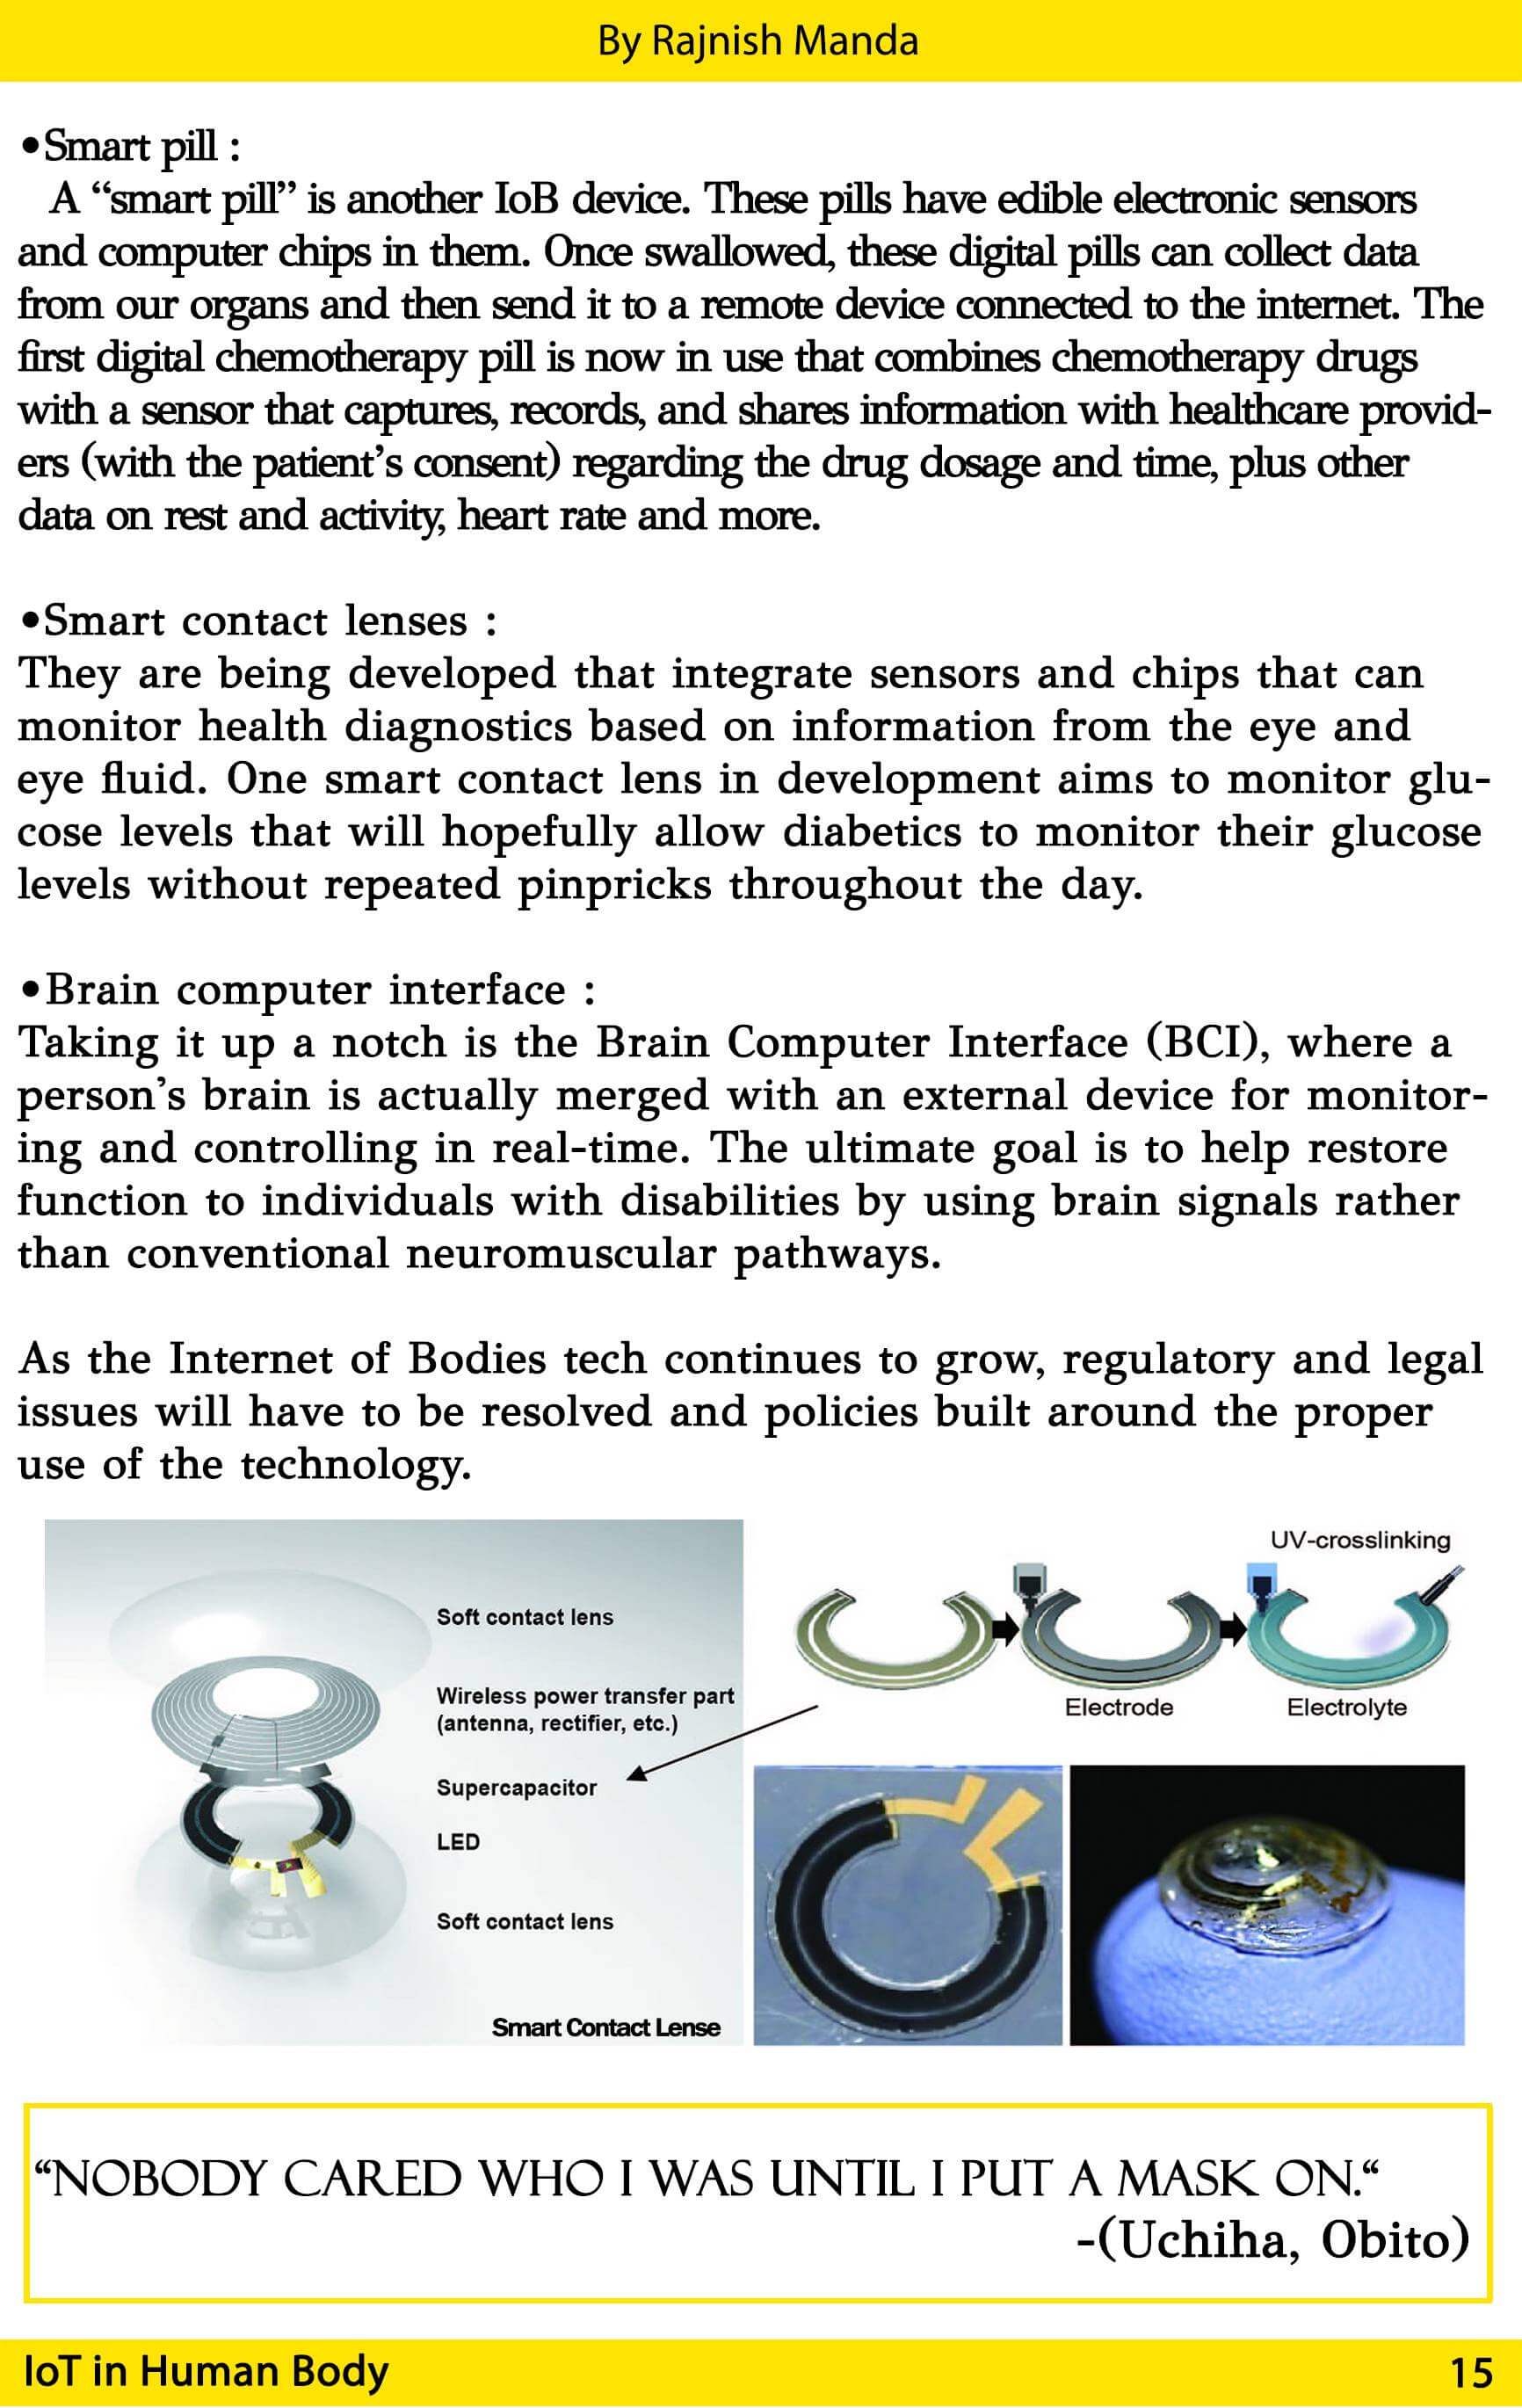 By Rajnish Manda
•Smart pill :
A “smart pill” is another IoB device. These pills have edible electronic sensors
and computer chips in them. Once swallowed, these digital pills can collect data
from our organs and then send it to a remote device connected to the internet. The
first digital chemotherapy pill is now in use that combines chemotherapy drugs
with a sensor that captures, records, and shares information with healthcare provid-
ers (with the patient’s consent) regarding the drug dosage and time, plus other
data on rest and activity, heart rate and more.
•Smart contact lenses :
They are being developed that integrate sensors and chips that can
monitor health diagnostics based on information from the eye and
eye fluid. One smart contact lens in development aims to monitor glu-
cose levels that will hopefully allow diabetics to monitor their glucose
levels without repeated pinpricks throughout the day.
•Brain computer interface :
Taking it up a notch is the Brain Computer Interface (BCI), where a
person’s brain is actually merged with an external device for monitor-
ing and controlling in real-time. The ultimate goal is to help restore
function to individuals with disabilities by using brain signals rather
than conventional neuromuscular pathways.
As the Internet of Bodies tech continues to grow, regulatory and legal
issues will have to be resolved and policies built around the proper
use of the technology.
Soft contact lens
Wireless power transfer part
(antenna, rectifier, etc.)
Supercapacitor
LED
Soft contact lens
Smart Contact Lense
UV-crosslinking
Electrode
Electrolyte
“NOBODY CARED WHO I WAS UNTIL I PUT A MASK ON.“
-(Uchiha, Obito)
IoT in Human Body
15